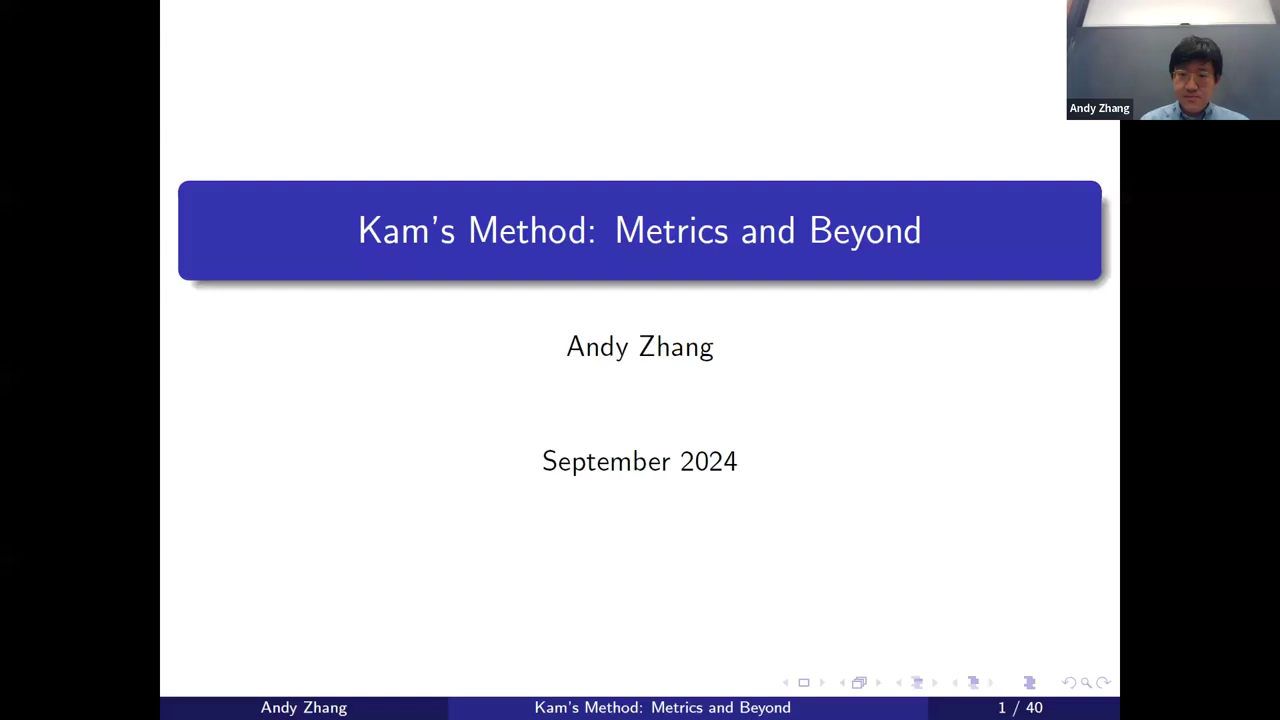 Andy Zhang
Kam's Method: Metrics and Beyond
Andy Zhang
September 2024
Andy Zhang
Kam's Method: Metrics and Beyond
1 / 40